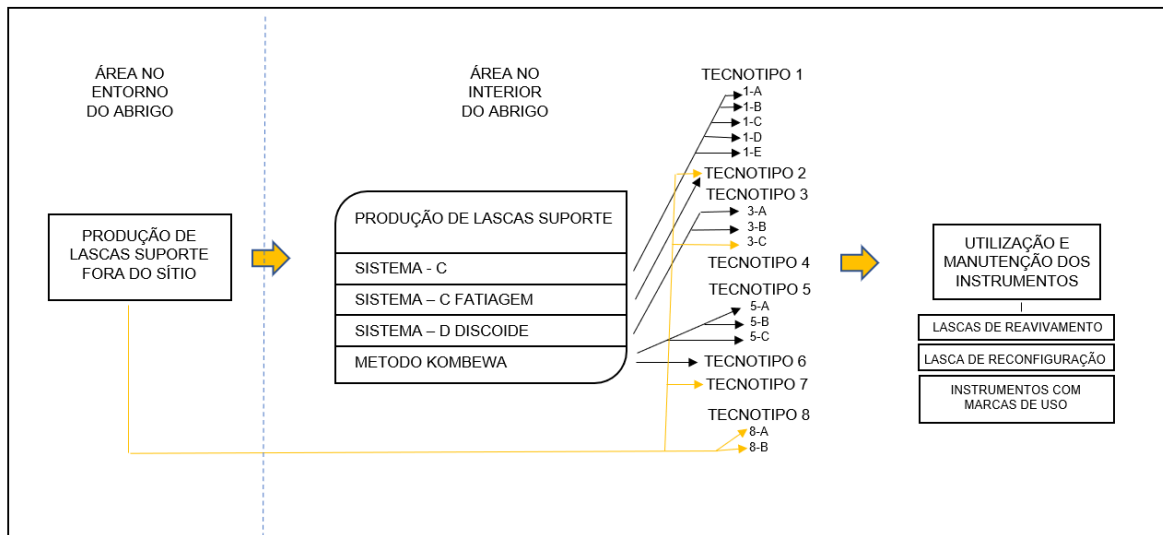 ÁREA NO
ENTORNO
DO ABRIGO
PRODUÇÃO DE
LASCAS SUPORTE
FORA DO SÍTIO
ÁREA NO
INTERIOR
DO ABRIGO
PRODUÇÃO DE LASCAS SUPORTE
SISTEMA - C
SISTEMA – C FATIAGEM
SISTEMA – D DISCOIDE
METODO KOMBEWA
TECNOTIPO 1
1-A
1-B
1-C
1-D
1-E
TECNOTIPO 2
TECNOTIPO 3
3-A
3-B
3-C
TECNOTIPO 4
TECNOTIPO 5
5-A
5-B
5-C
TECNOTIPO 6
TECNOTIPO 7
TECNOTIPO 8
8-A
8-B
UTILIZAÇÃO E
MANUTENÇÃO DOS
INSTRUMENTOS
LASCAS DE REAVIVAMENTO
LASCA DE RECONFIGURAÇÃO
INSTRUMENTOS COM
MARCAS DE USO